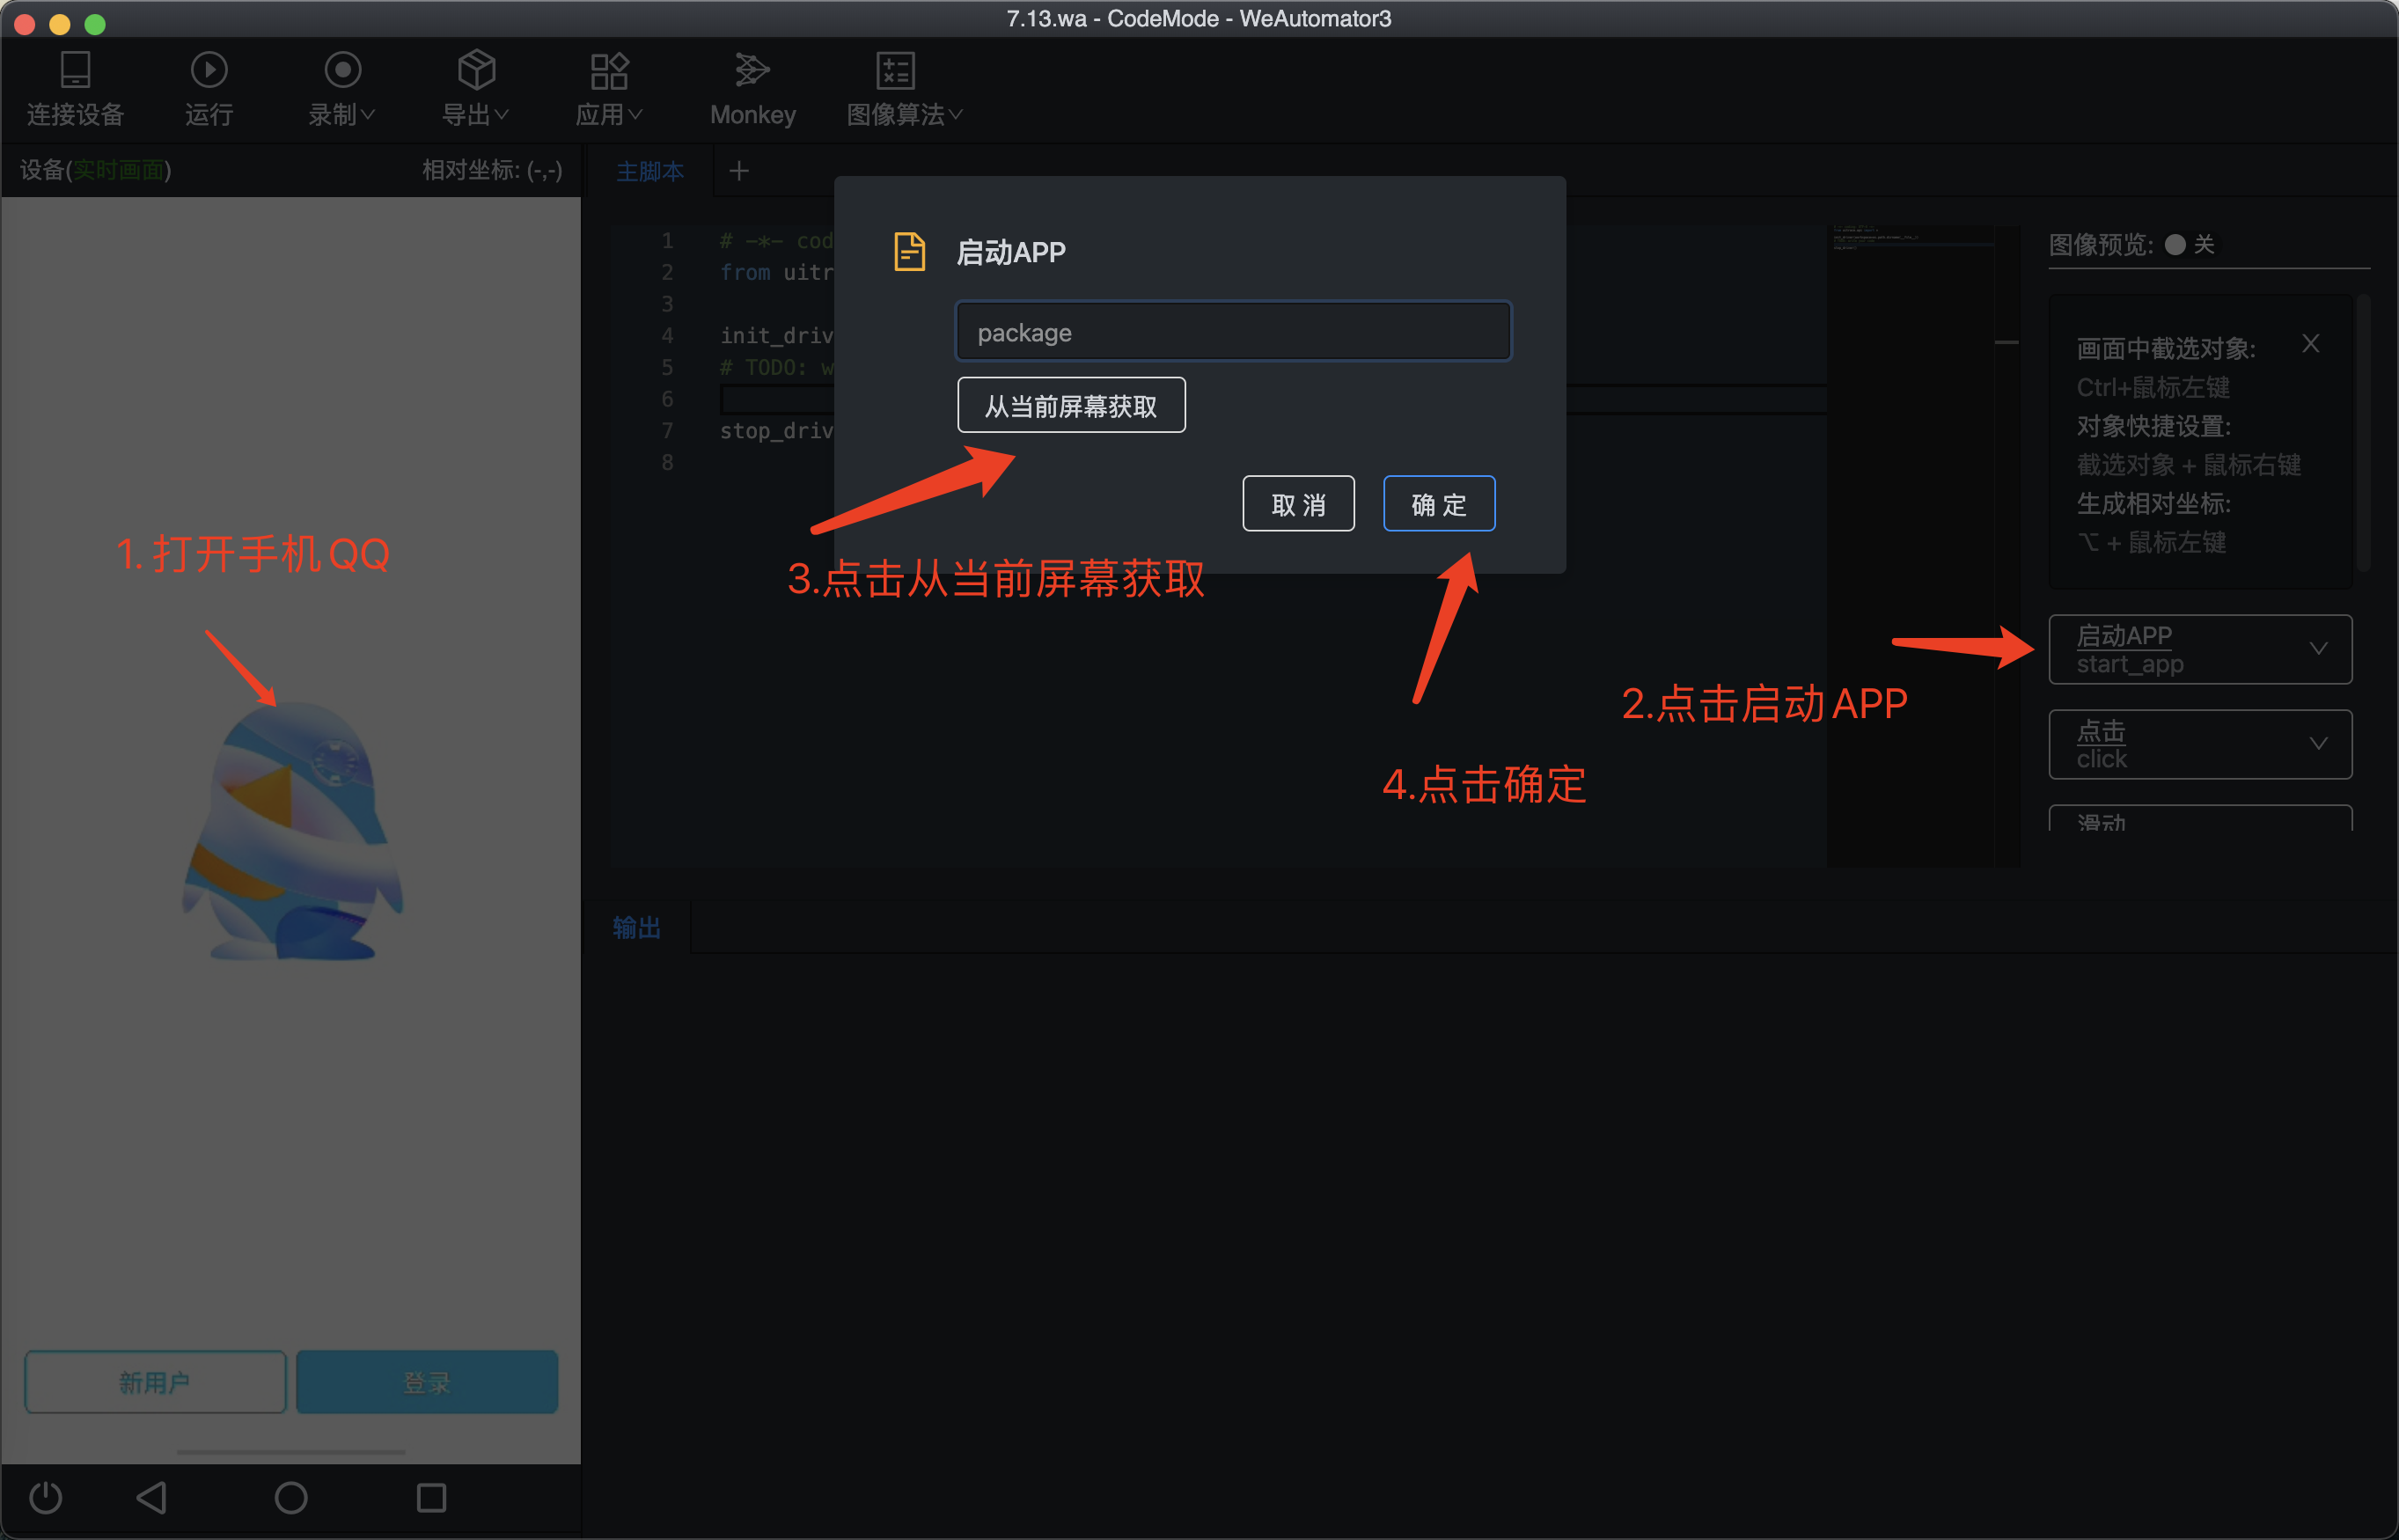 7.13.wa - CodeMode - WeAutomator3
连接设备
运行
录制
导出
应用
Monkey
图像算法
设备(实时画面)
相对坐标: (-,-)
主脚本
1 # -*- cod
2 from uitr
3
4 init_driv
5 # TODO: w
6
7 stop_driv
8
启动APP
package
从当前屏幕获取
取 消
确 定
图像预览: 关
画面中截选对象:
Ctrl+鼠标左键
对象快捷设置:
截选对象 + 鼠标右键
生成相对坐标:
⌥ + 鼠标左键
启动APP
start_app
点击
click
滑动
1.打开手机QQ
3.点击从当前屏幕获取
2.点击启动APP
4.点击确定
输出
新用户
登录